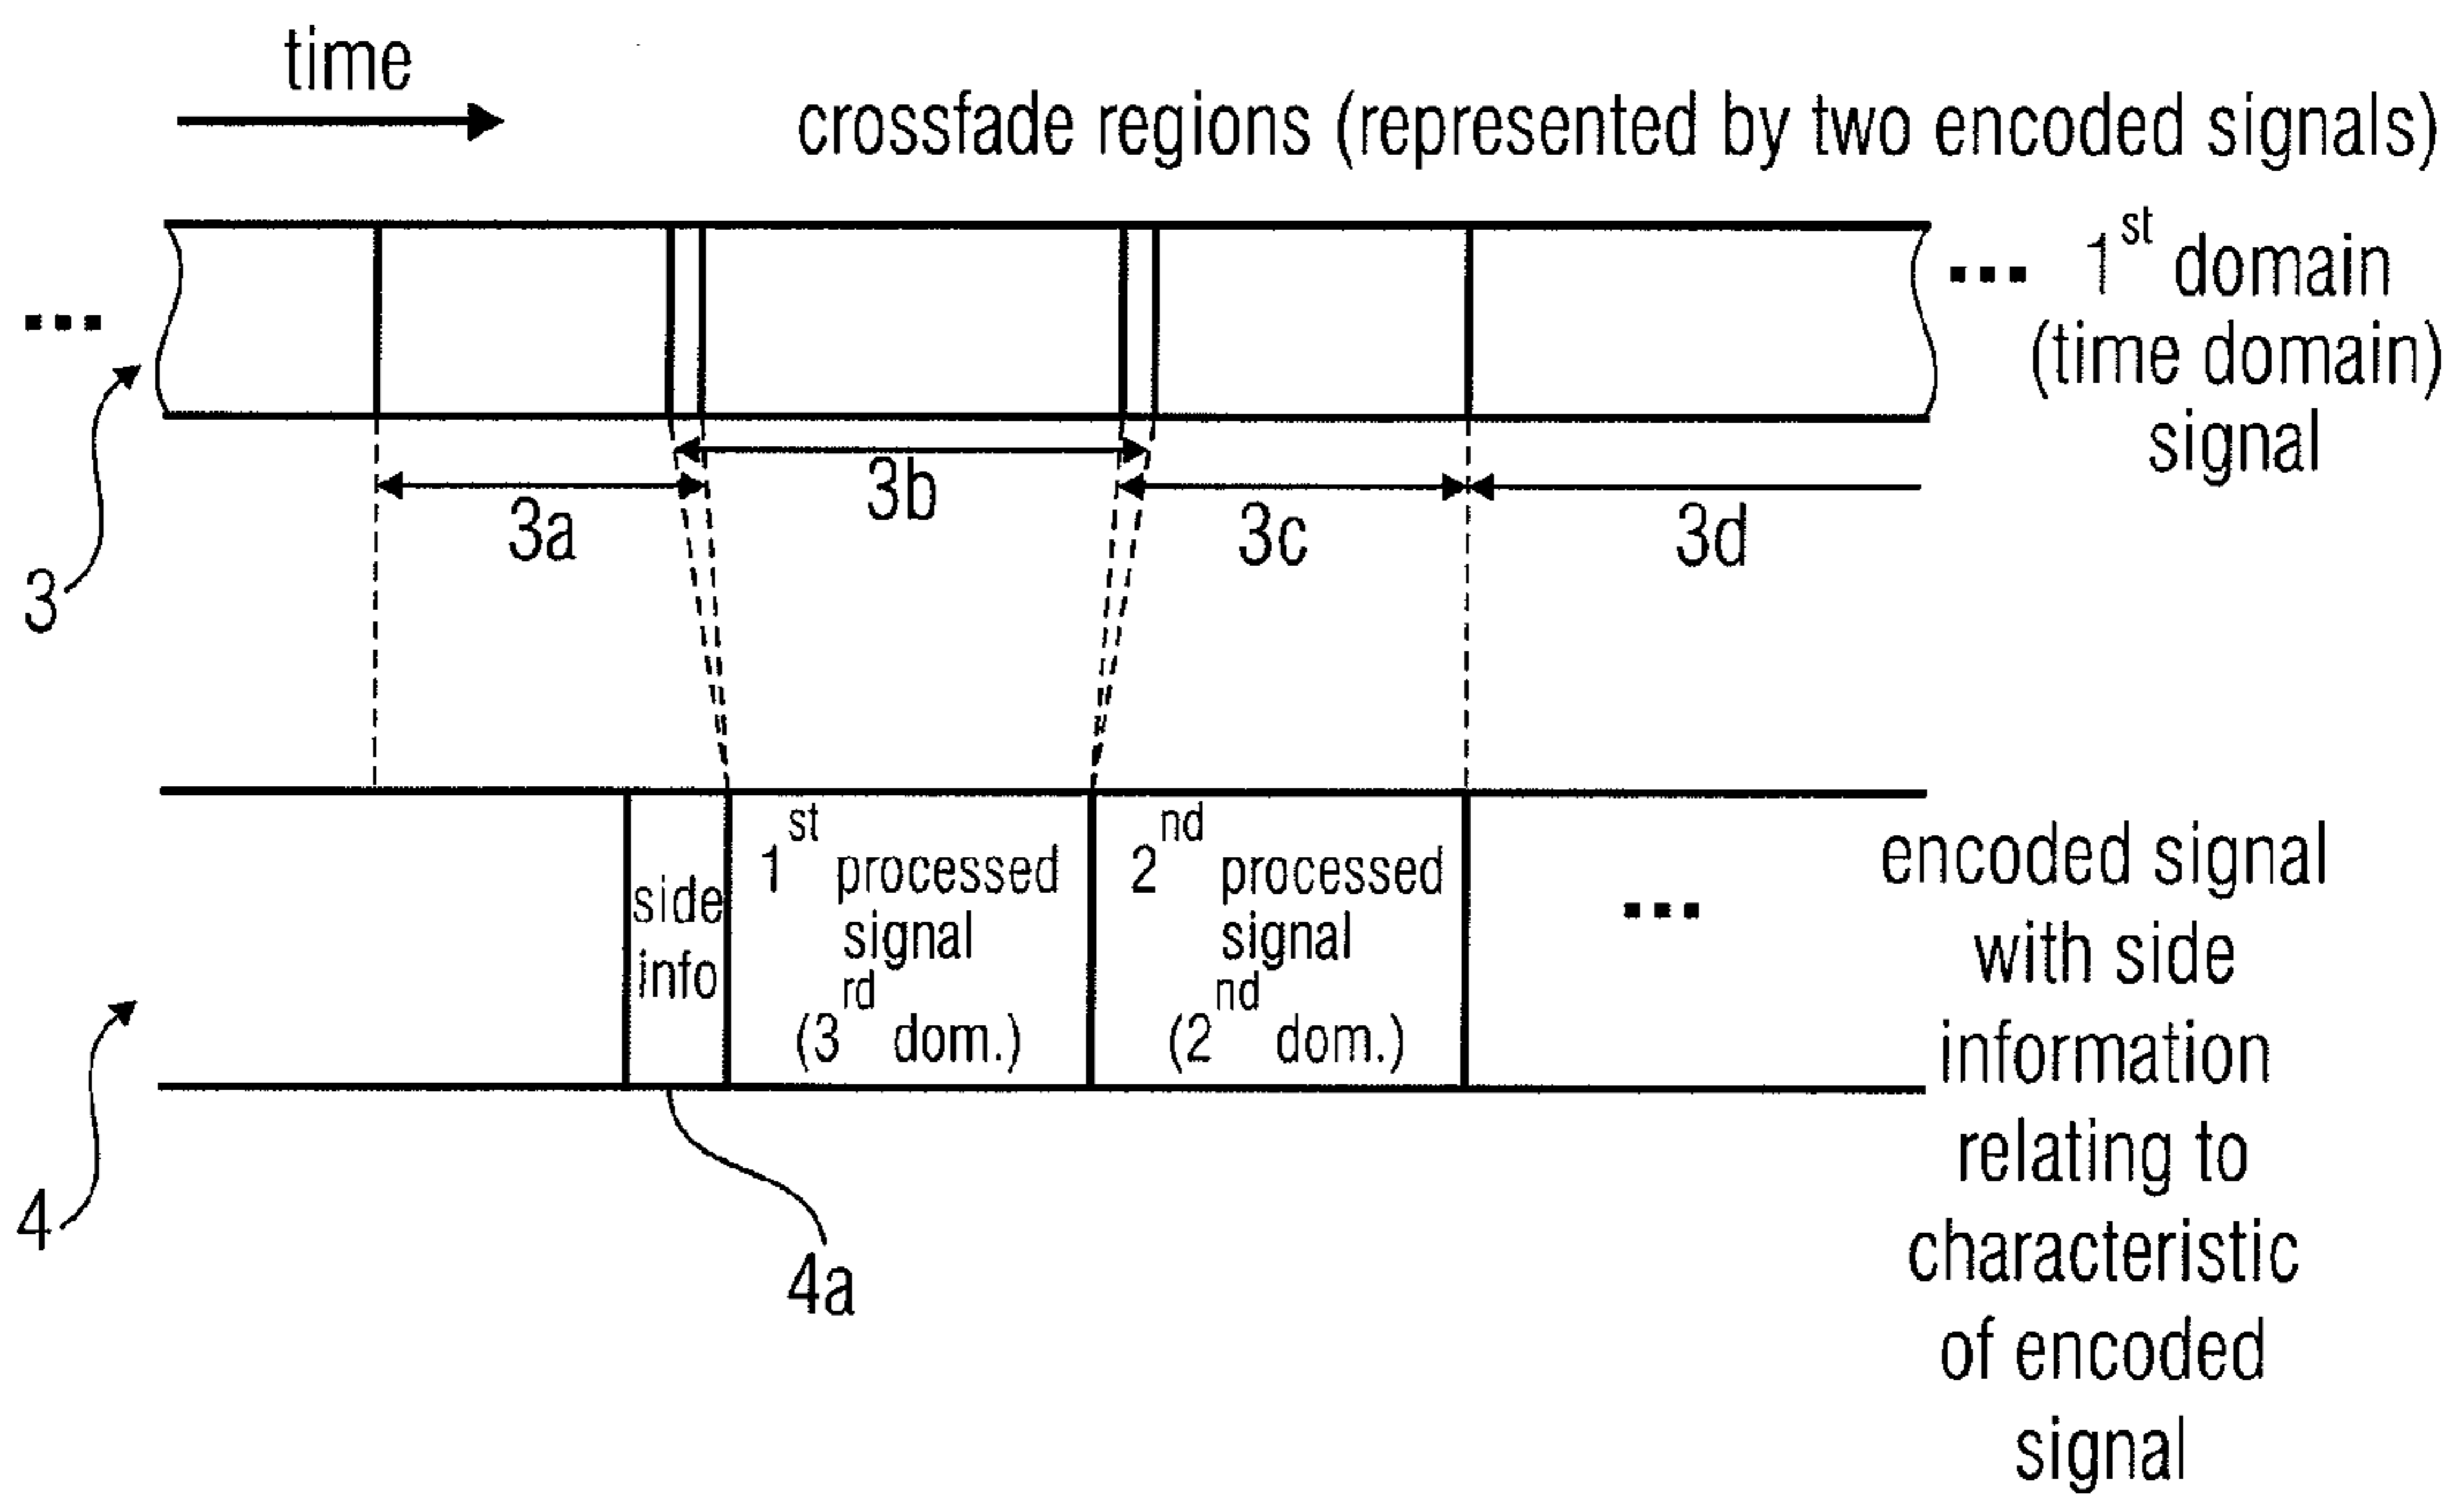 time
crossfade regions (represented by two encoded signals)
... 1st domain
(time domain)
signal
...
3a
3b
3c
3d
3
side
info
1st processed
signal
(3rd dom.)
2nd processed
signal
(2nd dom.)
...
encoded signal
with side
information
relating to
characteristic
of encoded
signal
4
4a